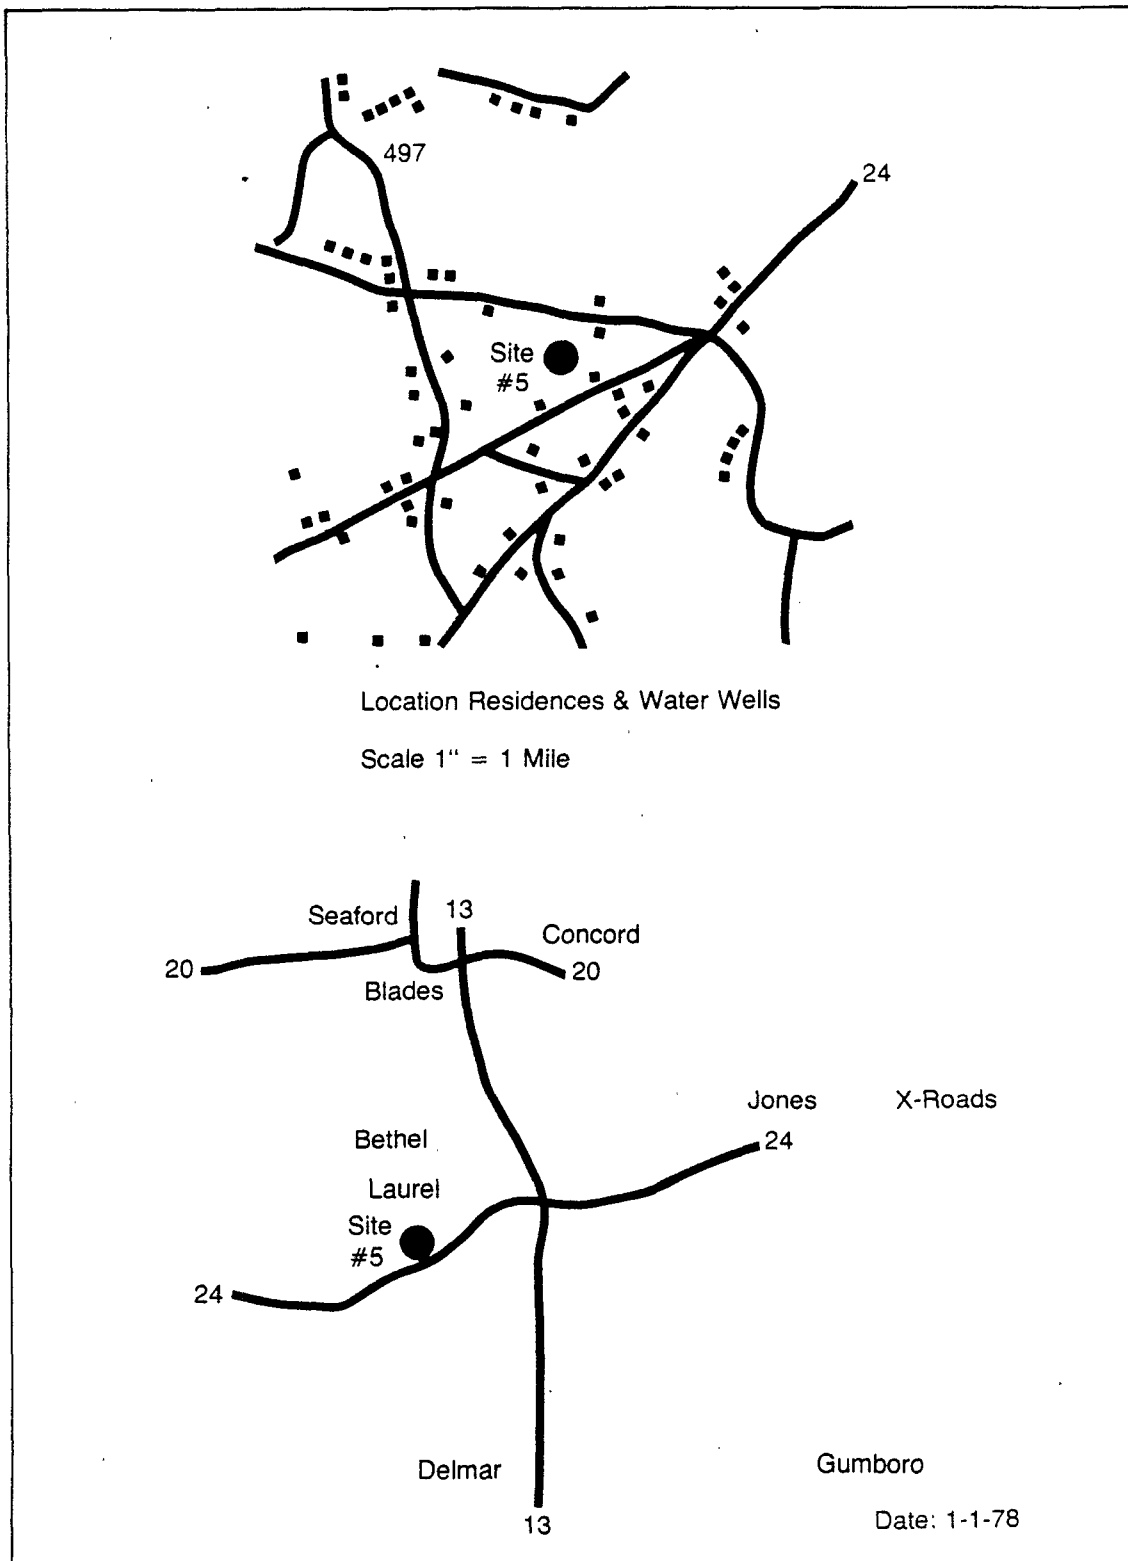 497
24
Site
#5
Location Residences & Water Wells
Scale 1“ = 1 Mile
Seaford
13
Concord
20
20
Blades
Jones X-Roads
24
Bethel
Laurel
Site
#5
24
Delmar
Gumboro
13
Date: 1-1-78